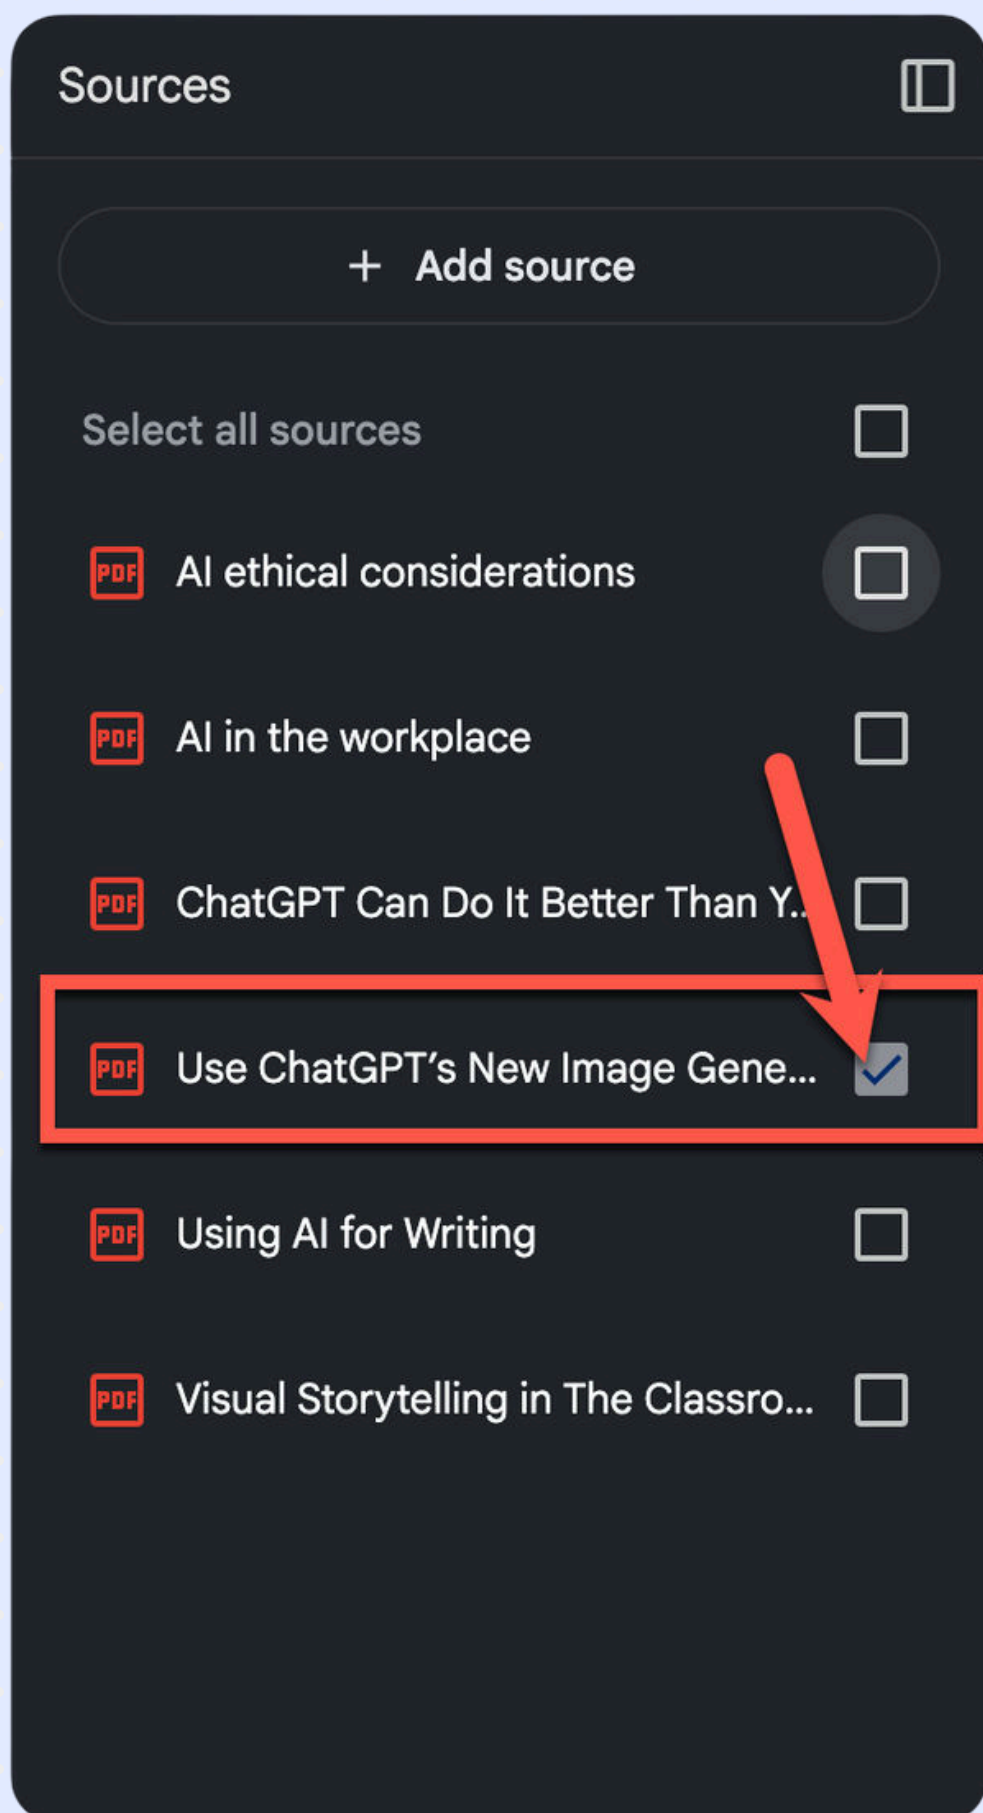 Sources
+ Add source
Select all sources
PDF AI ethical considerations
PDF AI in the workplace
PDF ChatGPT Can Do It Better Than Y..
PDF Use ChatGPT’s New Image Gene...
PDF Using AI for Writing
PDF Visual Storytelling in The Classro...